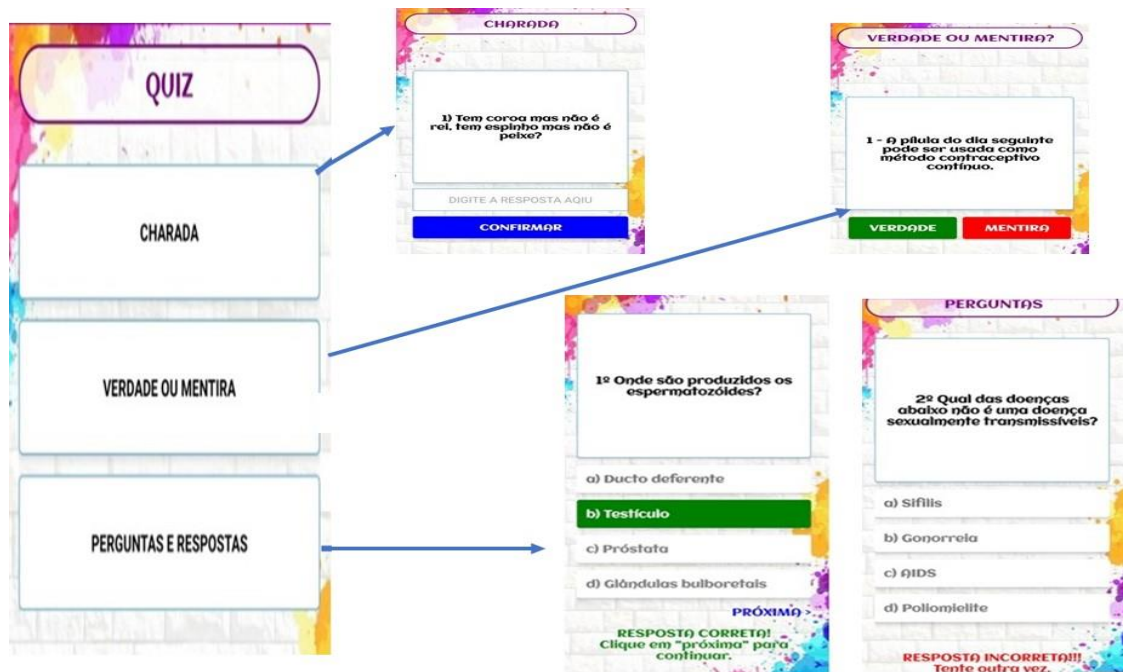 QUIZ
CHARADA
VERDADE OU MENTIRA
PERGUNTAS E RESPOSTAS
CHARADA
1) Tem coroa mas não é
rei, tem espinho mas não é
peixe?
DIGITE A RESPOSTA AQIU
CONFIRMAR
VERDADE OU MENTIRA?
1 - A pílula do dia seguinte
pode ser usada como
método contraceptivo
contínuo.
VERDADE
MENTIRA
1º Onde são produzidos os
espermatozóides?
a) Ducto deferente
b) Testículo
c) Próstata
d) Glândulas bulboretais
PRÓXIMA >
RESPOSTA CORRETA!
Clique em "próxima" para
continuar.
PERGUNTAS
2º Qual das doenças
abaixo não é uma doença
sexualmente transmissíveis?
a) Sífilis
b) Gonorreia
c) AIDS
d) Poliomielite
RESPOSTA INCORRETA!!!
Tente outra vez.